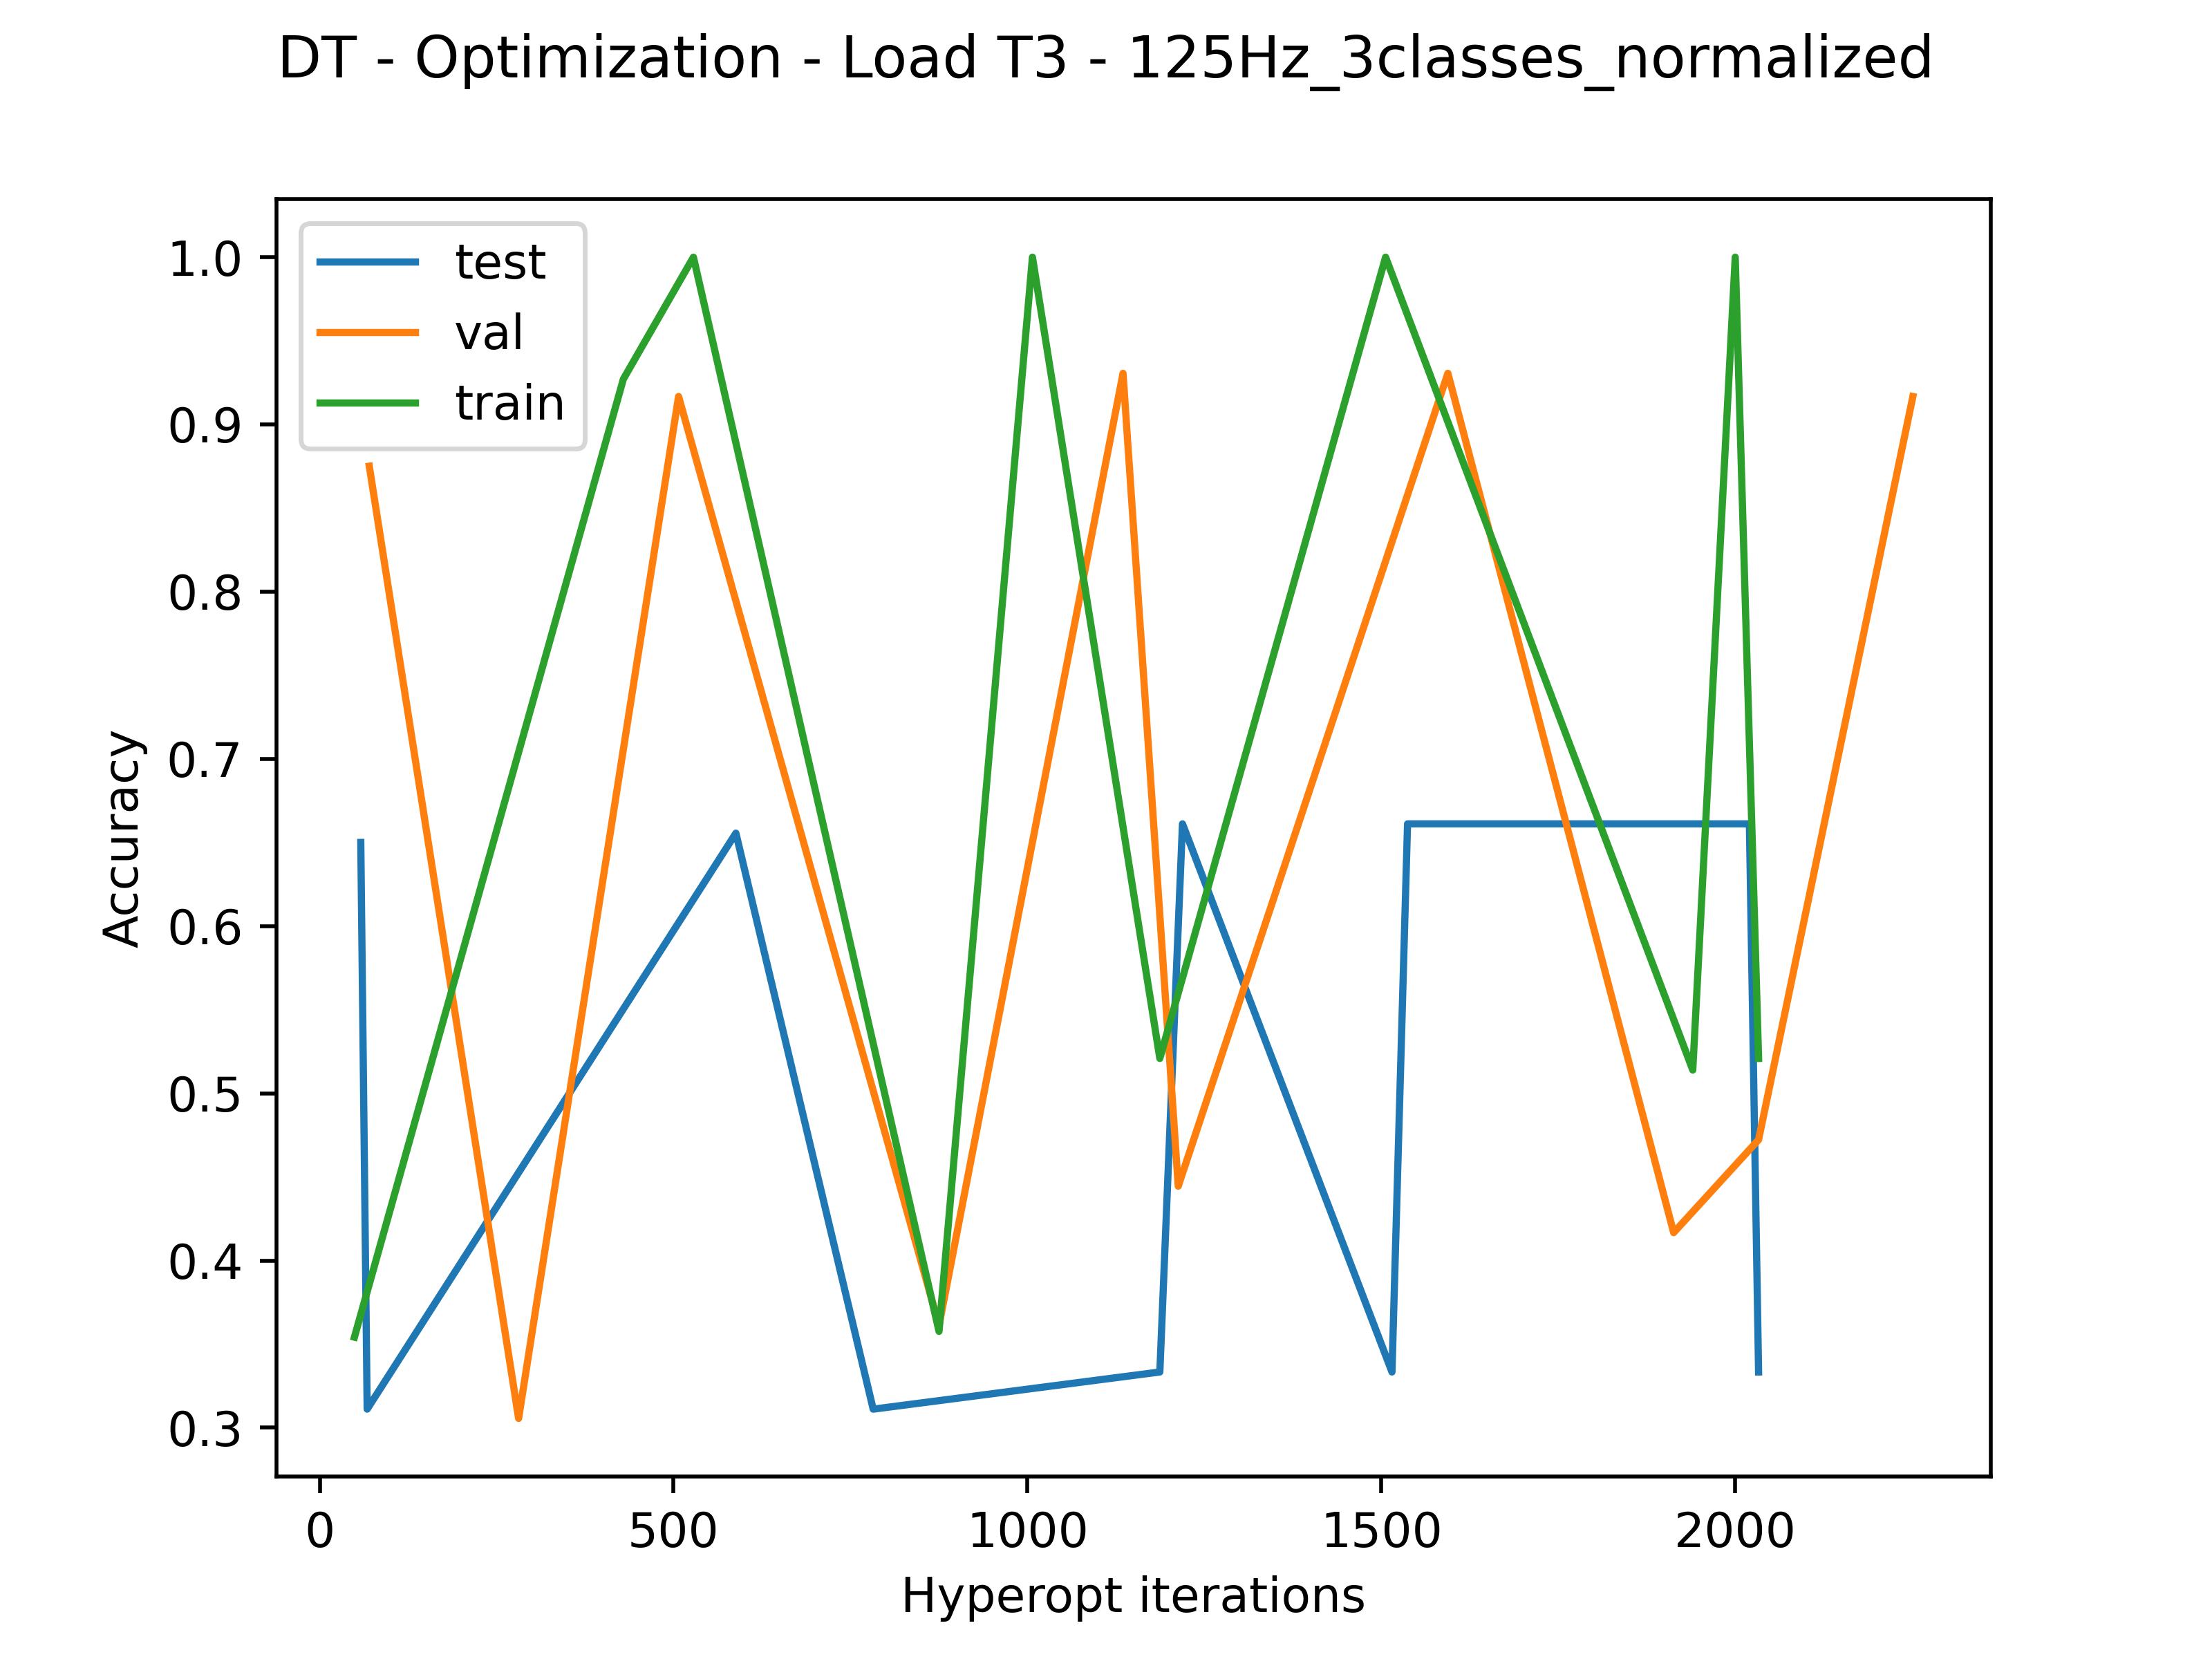 DT - Optimization - Load T3 - 125Hz_3classes_normalized
test
val
train
1.0
0.9
0.8
0.7
0.6
0.5
0.4
0.3
Accuracy
0 500 1000 1500 2000
Hyperopt iterations